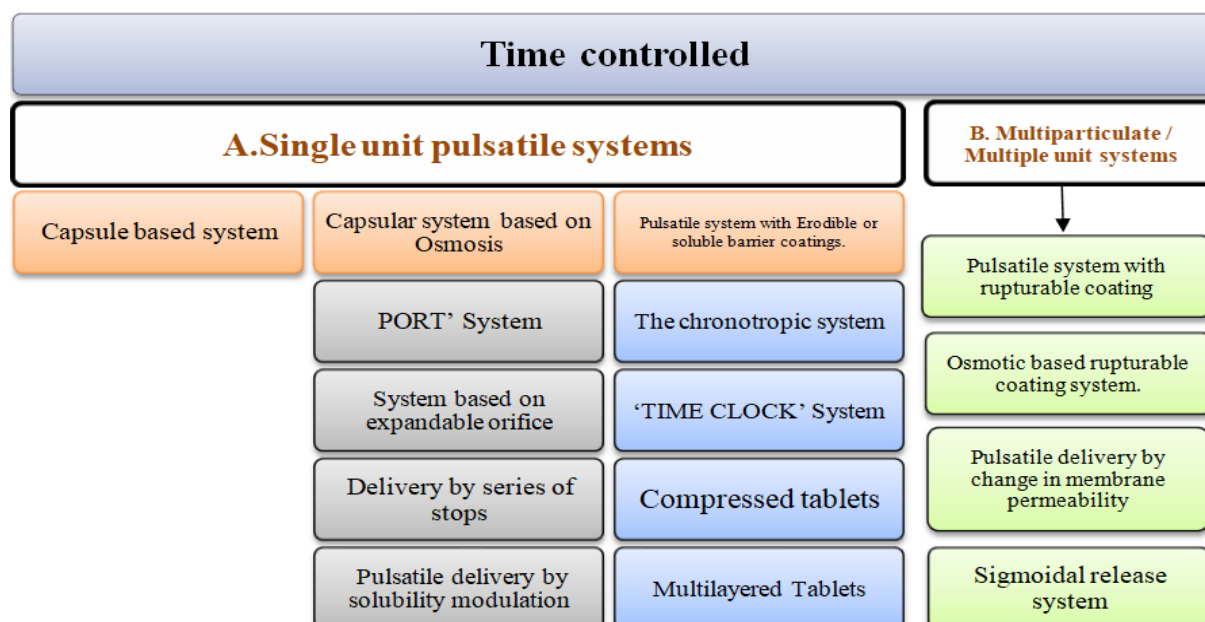 Time controlled
A.Single unit pulsatile systems
B. Multiparticulate /
Multiple unit systems
Capsule based system
Capsular system based on
Osmosis
Pulsatile system with Erodible or
soluble barrier coatings.
PORT’ System
System based on
expandable orifice
Delivery by series of
stops
Pulsatile delivery by
solubility modulation
The chronotropic system
‘TIME CLOCK’ System
Compressed tablets
Multilayered Tablets
Pulsatile system with
rupturable coating
Osmotic based rupturable
coating system.
Pulsatile delivery by
change in membrane
permeability
Sigmoidal release
system